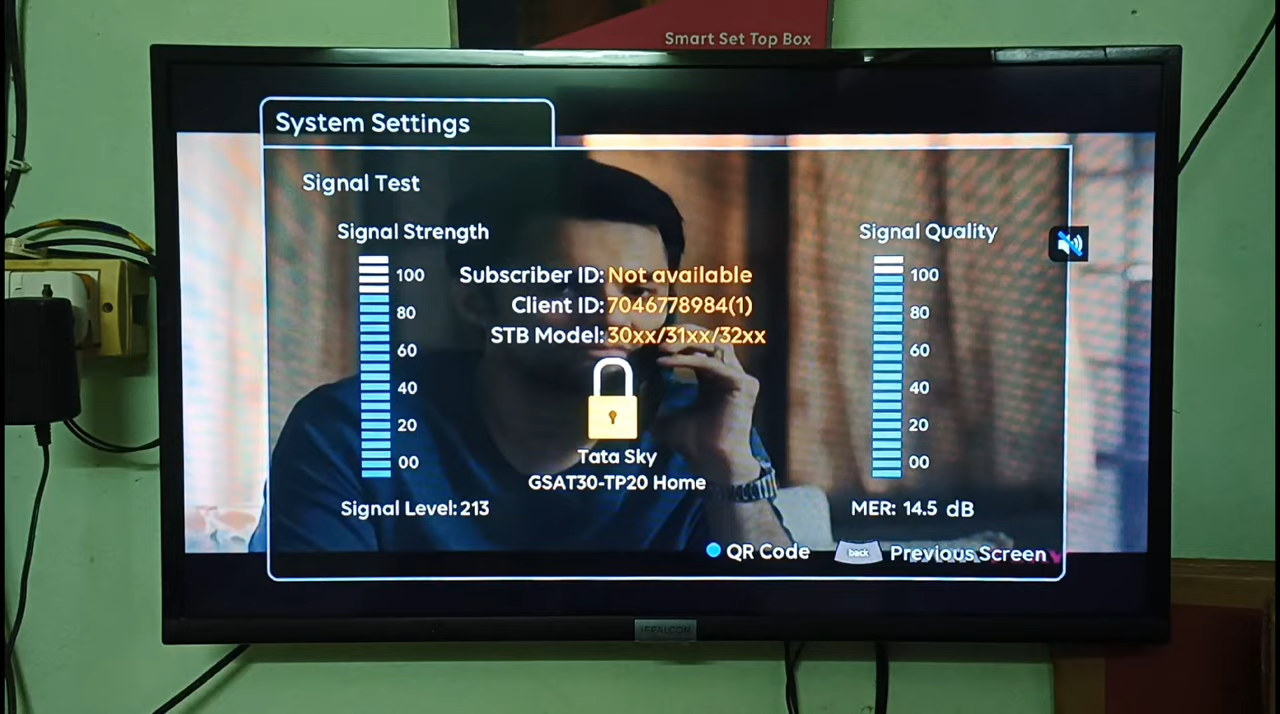 Smart Set Top Box
System Settings
Signal Test
Signal Strength
100
80
60
40
20
00
Signal Level: 213
Subscriber ID: Not available
Client ID: 7046778984(1)
STB Model: 30xx/31xx/32xx
Tata Sky
GSAT30-TP20 Home
Signal Quality
100
80
60
40
20
00
MER: 14.5 dB
QR Code
back
Previous Screen
iFFALCON